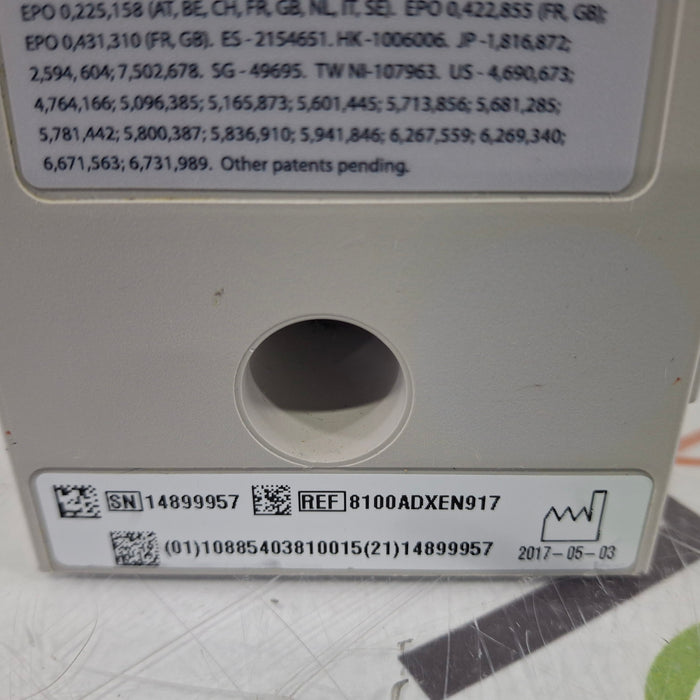 EPO 0,225,158 (AT, BE, CH, FR, GB, NL, IT, SE). EPO 0,422,855 (FR, GB);
EPO 0,431,310 (FR, GB). ES - 2154651. HK -1006006. JP -1,816,872;
2,594,604; 7,502,678. SG - 49695. TW NI-107963. US - 4,690,673;
4,764,166; 5,096,385; 5,165,873; 5,601,445; 5,713,856; 5,681,285;
5,781,442; 5,800,387; 5,836,910; 5,941,846; 6,267,559; 6,269,340;
6,671,563; 6,731,989. Other patents pending.
SN 14899957 REF 8100ADXEN917
(01)10885403810015(21)14899957 2017-05-03